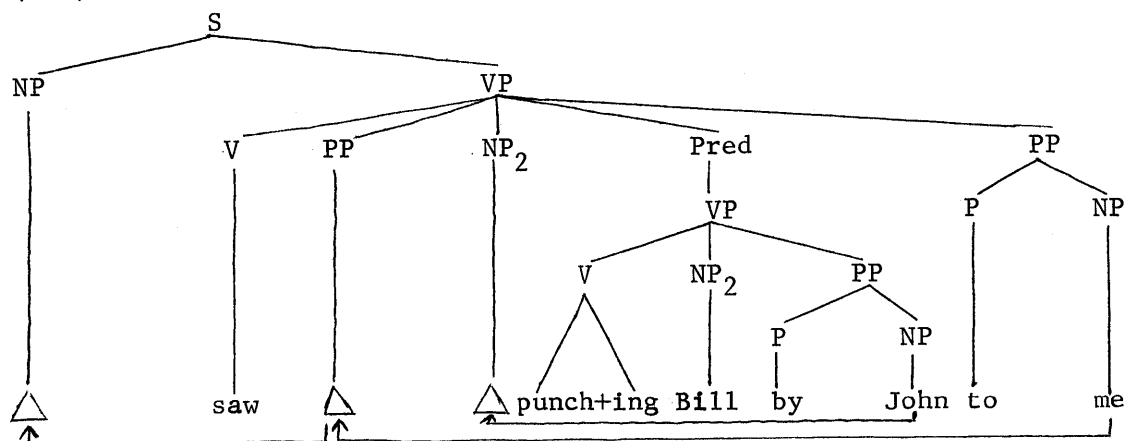 S
NP VP
V PP NP2 Pred PP
VP P NP
V NP2 PP
P NP
saw punch+ing Bill by John to me